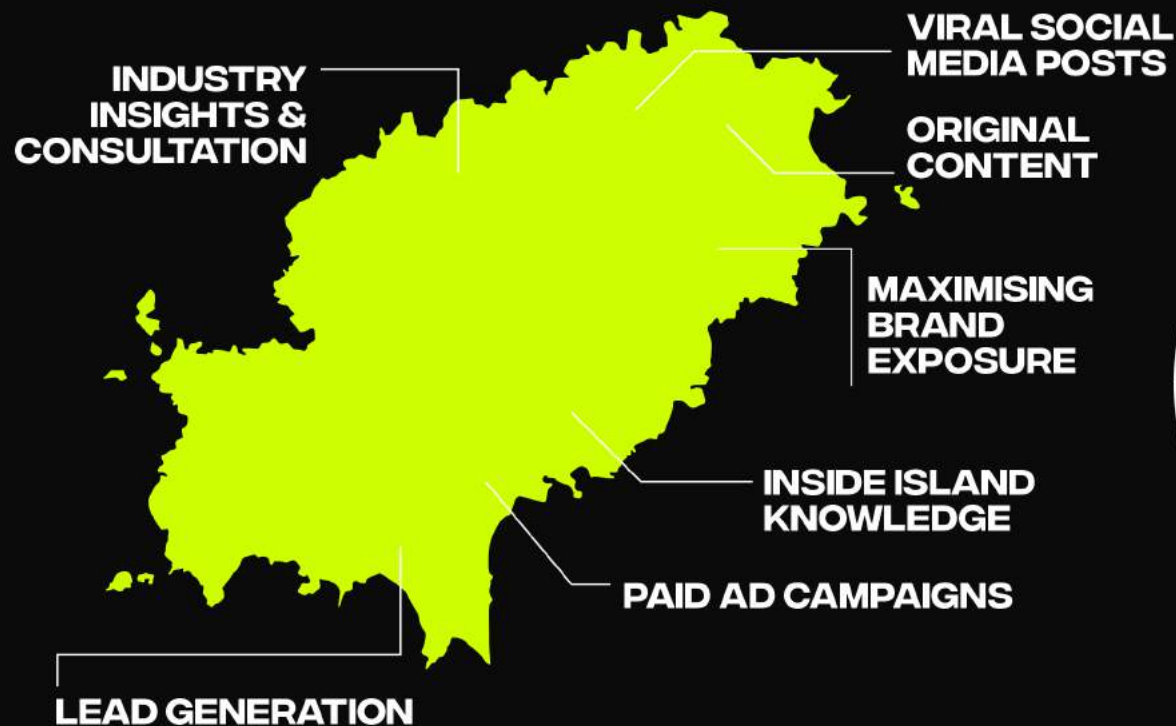 INDUSTRY
INSIGHTS &
CONSULTATION
VIRAL SOCIAL
MEDIA POSTS
ORIGINAL
CONTENT
MAXIMISING
BRAND
EXPOSURE
INSIDE ISLAND
KNOWLEDGE
PAID AD CAMPAIGNS
LEAD GENERATION